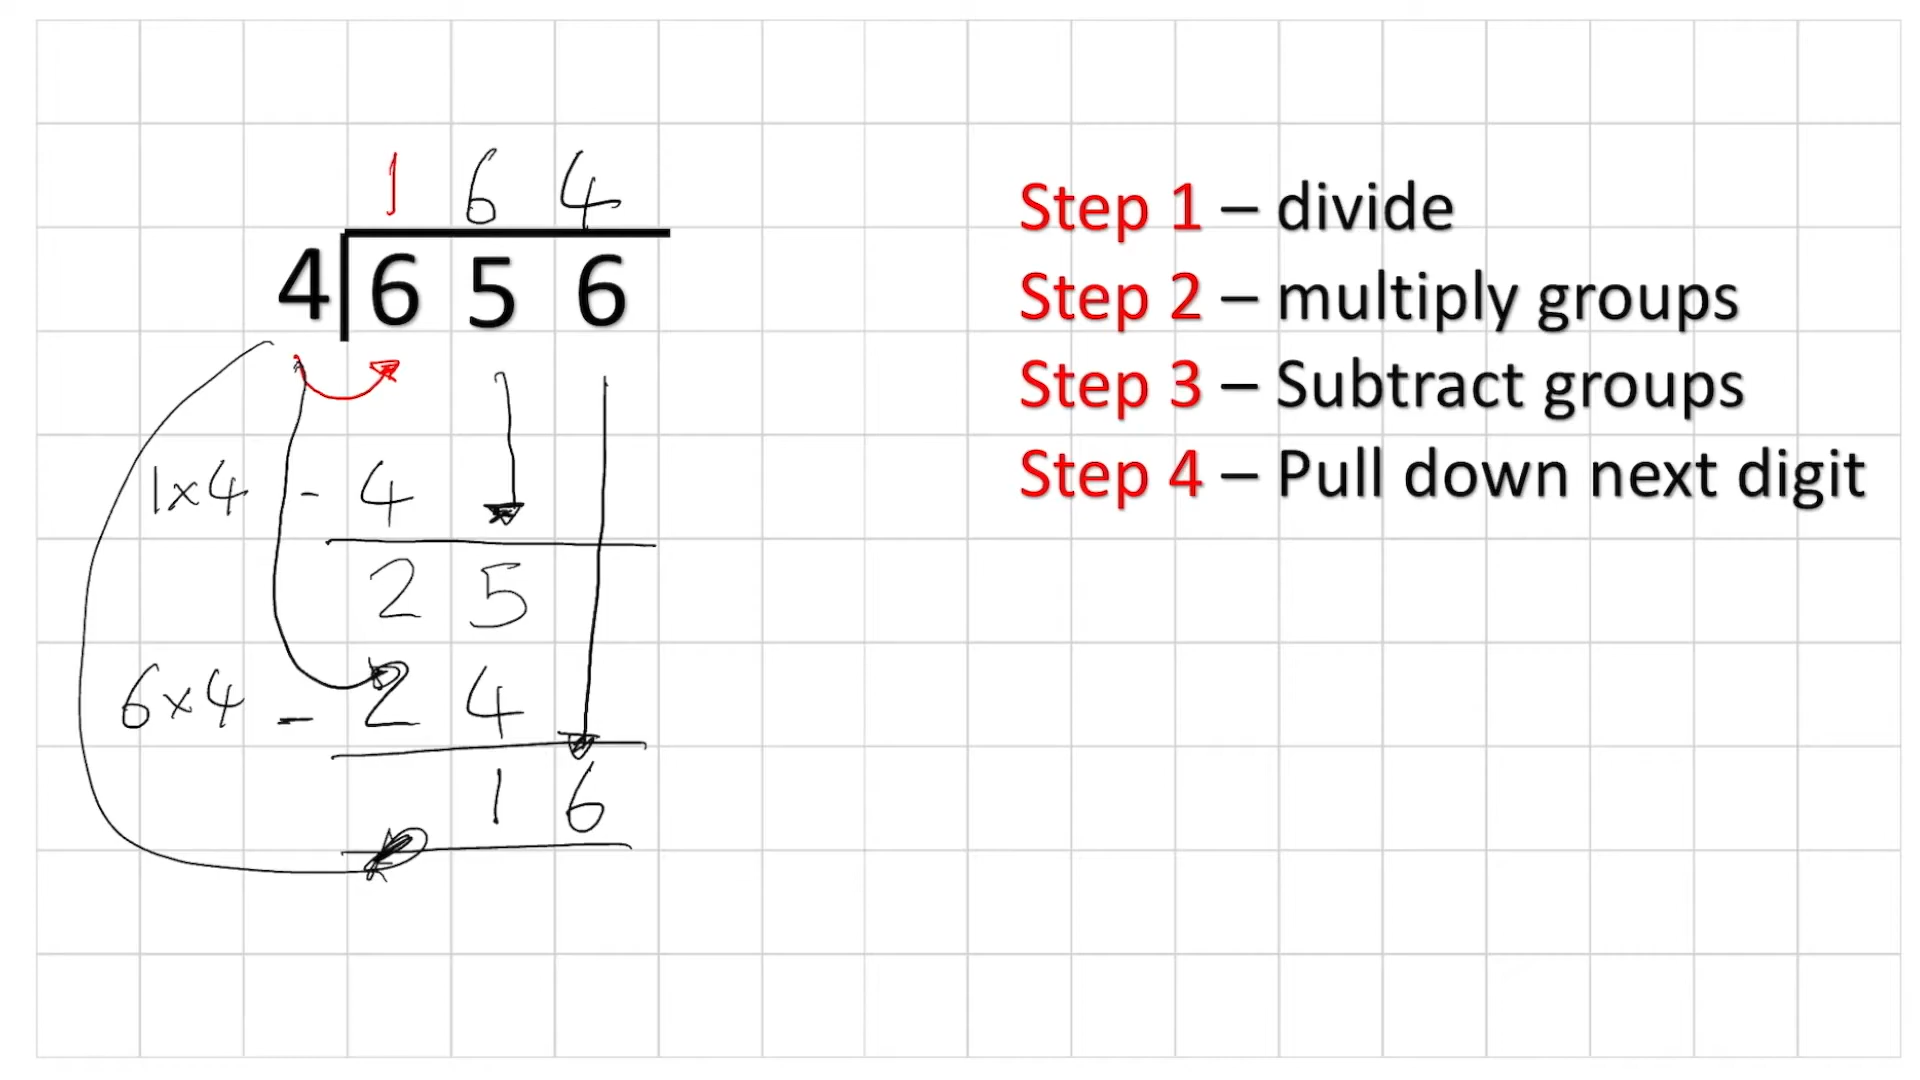 1 6 4
4 6 5 6
1x4 - 4
2 5
6x4 - 2 4
1 6
Step 1 – divide
Step 2 – multiply groups
Step 3 – Subtract groups
Step 4 – Pull down next digit